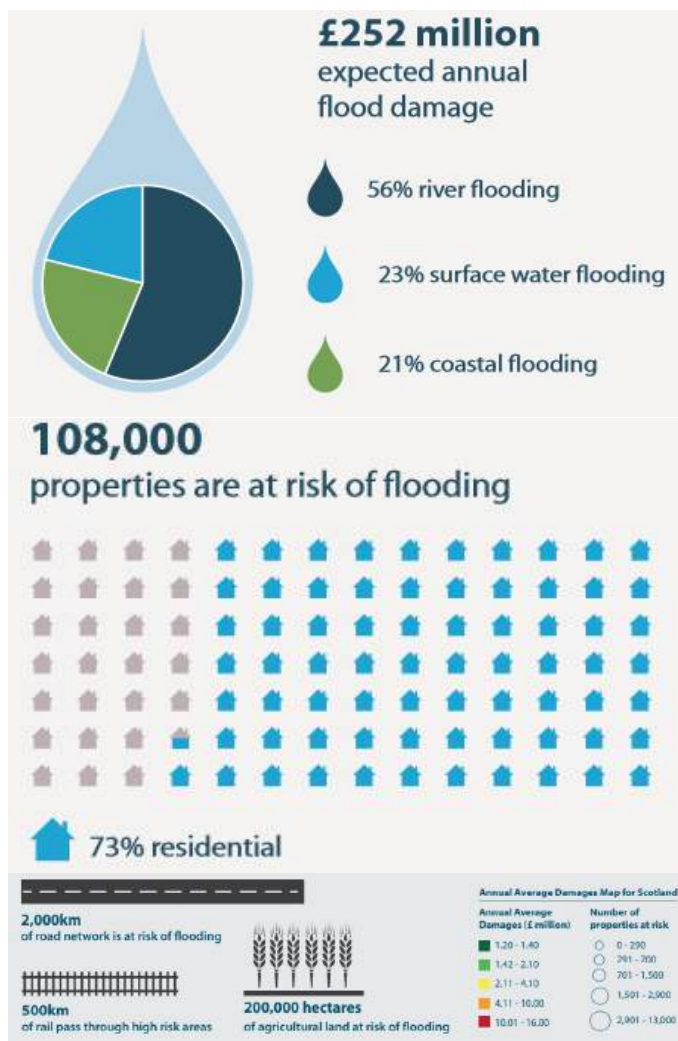 £252 million
expected annual
flood damage
56% river flooding
23% surface water flooding
21% coastal flooding
108,000
properties are at risk of flooding
73% residential
2,000km
of road network is at risk of flooding
500km
of rail pass through high risk areas
200,000 hectares
of agricultural land at risk of flooding
Annual Average Damages Map for Scotland
Annual Average
Damages (£ million)
1.20 - 1.40
1.42 - 2.10
2.11 - 4.10
4.11 - 10.00
10.01 - 16.00
Number of
properties at risk
0 - 290
291 - 700
701 - 1,500
1,501 - 2,900
2,901 - 13,000